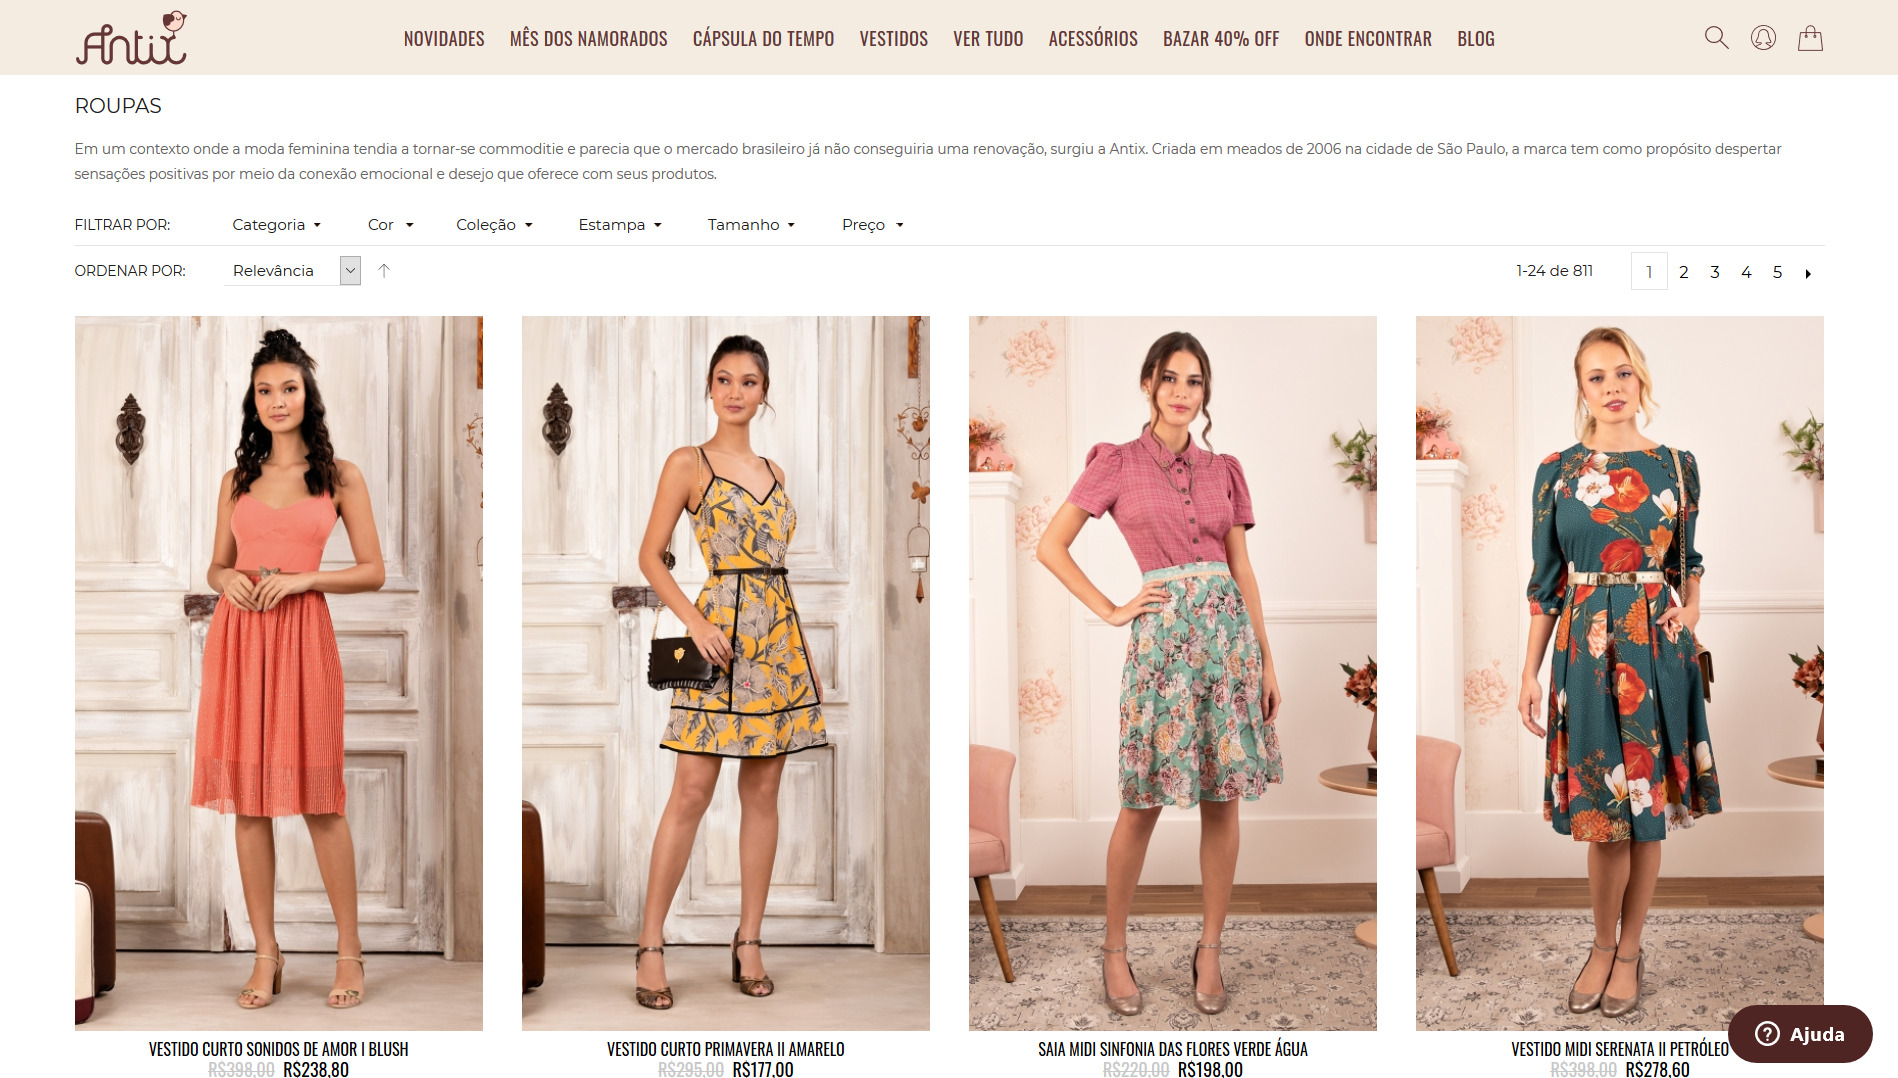 Antix
NOVIDADES MÊS DOS NAMORADOS CÁPSULA DO TEMPO VESTIDOS VER TUDO ACESSÓRIOS BAZAR 40% OFF ONDE ENCONTRAR BLOG
ROUPAS
Em um contexto onde a moda feminina tendia a tornar-se commoditie e parecia que o mercado brasileiro já não conseguiria uma renovação, surgiu a Antix. Criada em meados de 2006 na cidade de São Paulo, a marca tem como propósito despertar
sensações positivas por meio da conexão emocional e desejo que oferece com seus produtos.
FILTRAR POR: Categoria Cor Coleção Estampa Tamanho Preço
ORDENAR POR: Relevância 1-24 de 811 1 2 3 4 5
VESTIDO CURTO SONIDOS DE AMOR I BLUSH
R$398,00 R$238,80
VESTIDO CURTO PRIMAVERA II AMARELO
R$295,00 R$177,00
SAIA MIDI SINFONIA DAS FLORES VERDE ÁGUA
R$220,00 R$198,00
VESTIDO MIDI SERENATA II PETRÓLEO
R$398,00 R$278,60
Ajuda